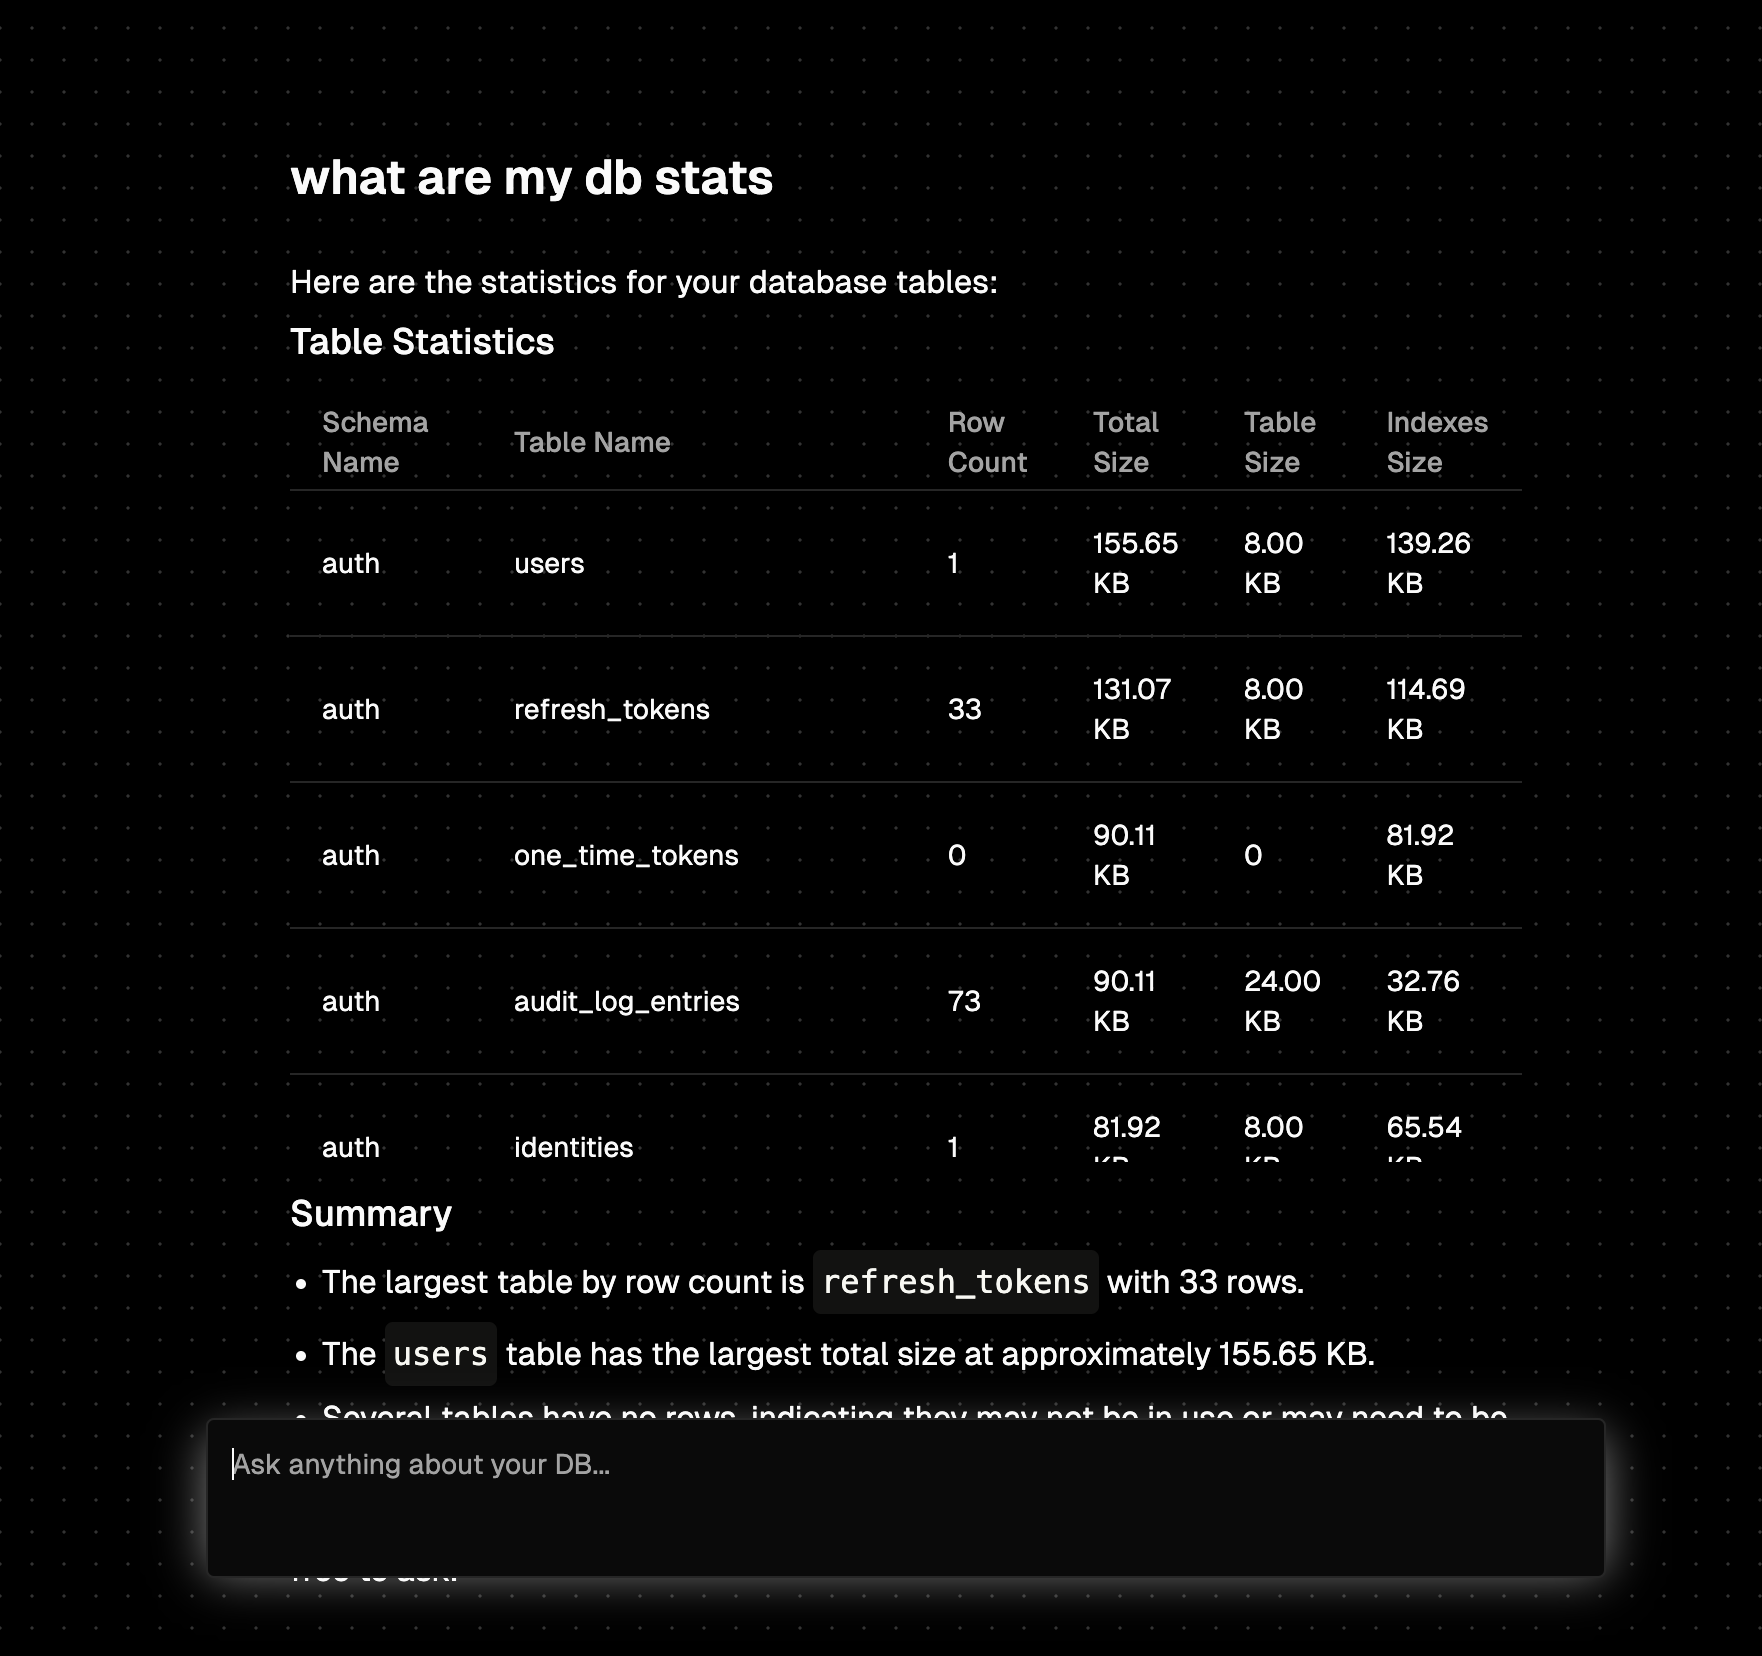 what are my db stats
Here are the statistics for your database tables:
Table Statistics
Schema Name Table Name Row Count Total Size Table Size Indexes Size
auth users 1 155.65 KB 8.00 KB 139.26 KB
auth refresh_tokens 33 131.07 KB 8.00 KB 114.69 KB
auth one_time_tokens 0 90.11 KB 0 81.92 KB
auth audit_log_entries 73 90.11 KB 24.00 KB 32.76 KB
auth identities 1 81.92 KB 8.00 KB 65.54 KB
Summary
• The largest table by row count is refresh_tokens with 33 rows.
• The users table has the largest total size at approximately 155.65 KB.
• Several tables have no rows, indicating they may not be in use or may need to be
Ask anything about your DB...
free to ask.